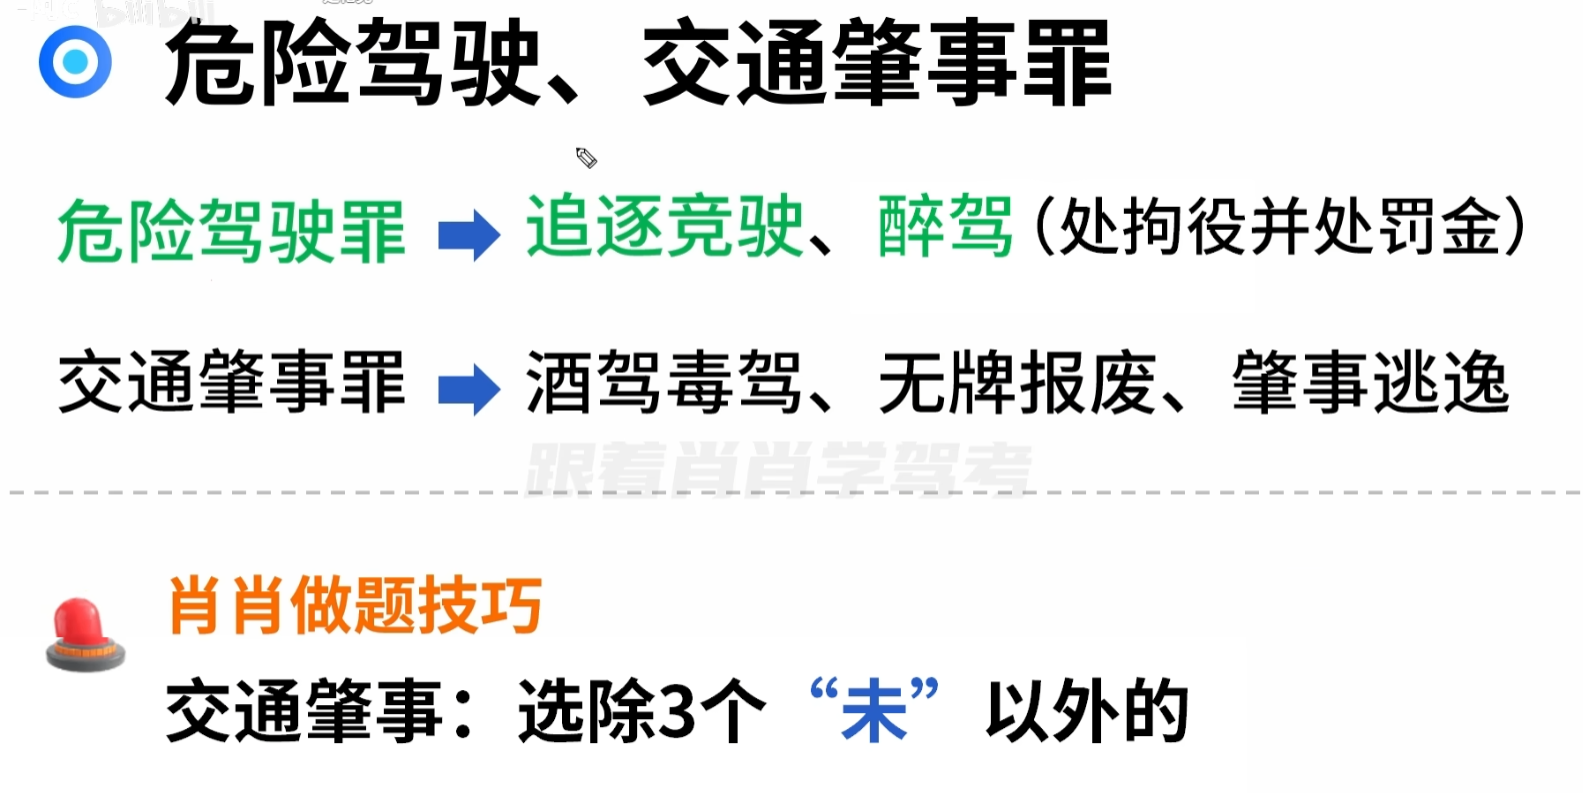 bilibili
危险驾驶、交通肇事罪
危险驾驶罪 追逐竞驶、醉驾（处拘役并处罚金）
交通肇事罪 酒驾毒驾、无牌报废、肇事逃逸
跟着肖肖学驾考
肖肖做题技巧
交通肇事：选除3个“未”以外的